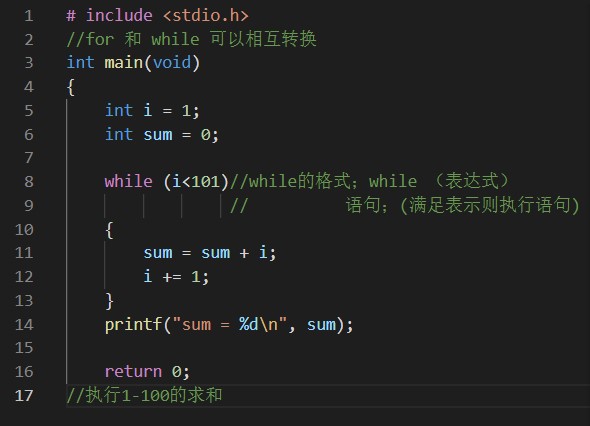 1 # include <stdio.h>
2 //for 和 while 可以相互转换
3 int main(void)
4 {
5 int i = 1;
6 int sum = 0;
7
8 while (i<101)//while的格式；while （表达式）
9 // 语句；(满足表示则执行语句)
10 {
11 sum = sum + i;
12 i += 1;
13 }
14 printf("sum = %d\n", sum);
15
16 return 0;
17 //执行1-100的求和